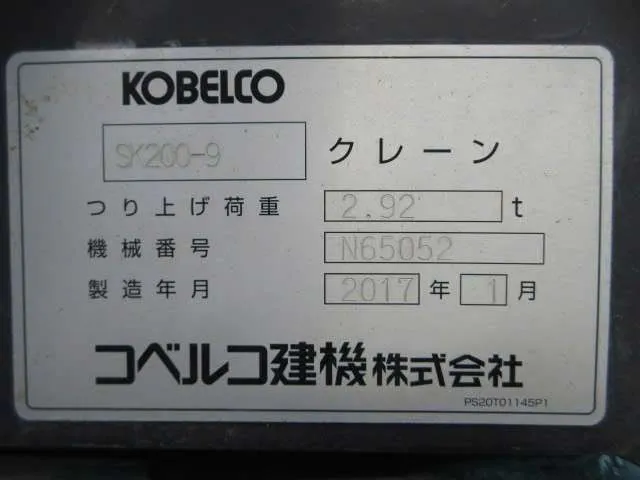 KOBELCO
SK200-9 クレーン
つり上げ荷重 2.92 t
機械番号 N65052
製造年月 2017 年 1 月
コベルコ建機株式会社
PS20T01145P1